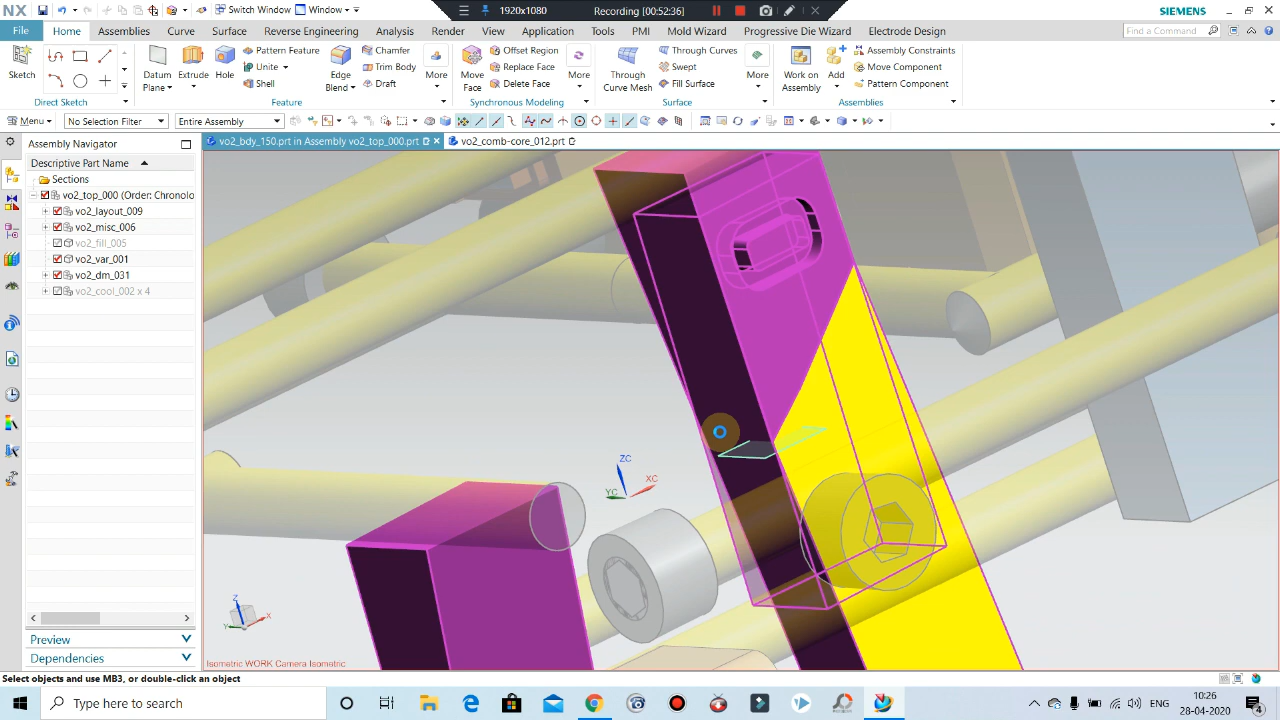 NX
Switch Window
Window
1920x1080
Recording [00:52:36]
SIEMENS
File
Home
Curve
Surface
Reverse Engineering
Analysis
Render
View
Application
Tools
PMI
Mold Wizard
Progressive Die Wizard
Electrode Design
Find a Command
Sketch
Direct Sketch
Datum
Plane
Extrude
Hole
Pattern Feature
Unite
Shell
Edge
Blend
Chamfer
Trim Body
Draft
More
Feature
Move
Face
Offset Region
Replace Face
Delete Face
More
Synchronous Modeling
Through
Curve Mesh
Through Curves
Swept
Fill Surface
More
Surface
Work on
Assembly
Add
Assembly Constraints
Move Component
Pattern Component
Assemblies
Menu
No Selection Filter
Entire Assembly
Assembly Navigator
Descriptive Part Name
Sections
vo2_top_000 (Order: Chronolo
vo2_layout_009
vo2_misc_006
vo2_fill_005
vo2_var_001
vo2_dm_031
vo2_cool_002 x 4
Preview
Dependencies
vo2_bdy_150.prt in Assembly vo2_top_000.prt
vo2_comb-core_012.prt
ZC
XC
YC
Z
X
Y
Isometric WORK Camera Isometric
Select objects and use MB3, or double-click an object
Type here to search
ENG
10:26
28-04-2020